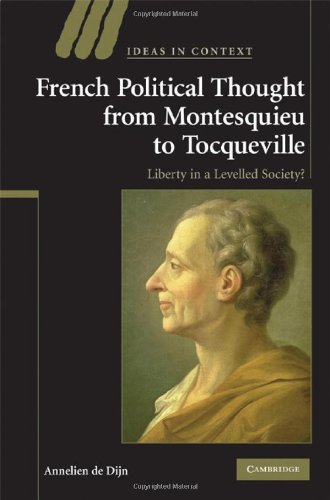 IDEAS IN CONTEXT
French Political Thought
from Montesquieu
to Tocqueville
Liberty in a Levelled Society?
Annelien de Dijn
CAMBRIDGE